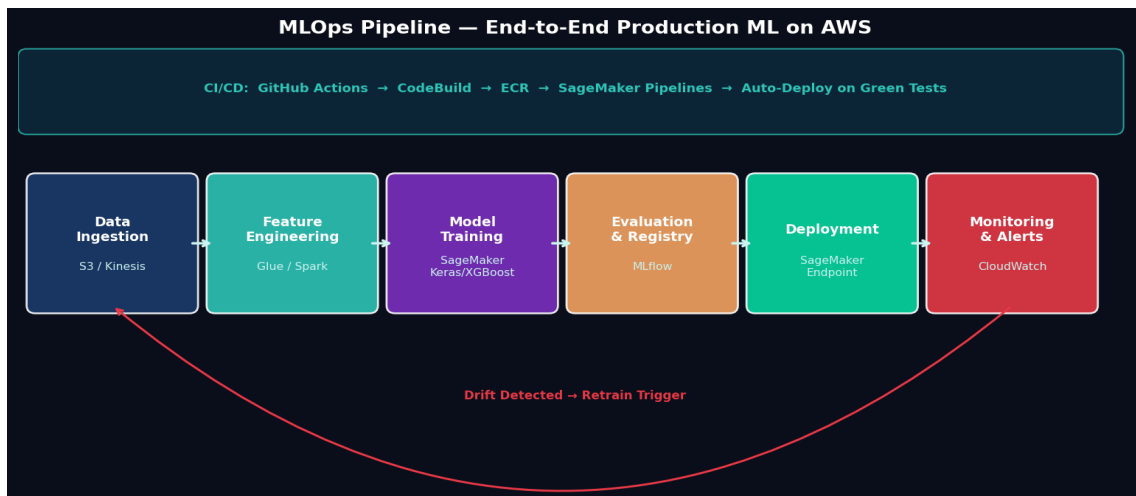 MLOps Pipeline — End-to-End Production ML on AWS
CI/CD: GitHub Actions → CodeBuild → ECR → SageMaker Pipelines → Auto-Deploy on Green Tests
Data
Ingestion
S3 / Kinesis
Feature
Engineering
Glue / Spark
Model
Training
SageMaker
Keras/XGBoost
Evaluation
& Registry
MLflow
Deployment
SageMaker
Endpoint
Monitoring
& Alerts
CloudWatch
Drift Detected → Retrain Trigger